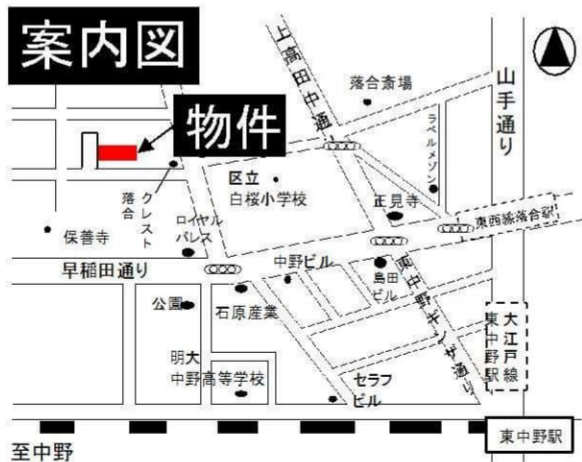 案内図
物件
上高田中通り
落合斎場
山手通り
ラベルメゾン
クレスト
落合
区立
白桜小学校
正見寺
東西線落合駅
保善寺
ロイヤル
パレス
早稲田通り
中野ビル
島田
ビル
東中野ギンザ通り
公園
石原産業
大江戸線
東中野駅
明大
中野高等学校
セラフ
ビル
東中野駅
至中野